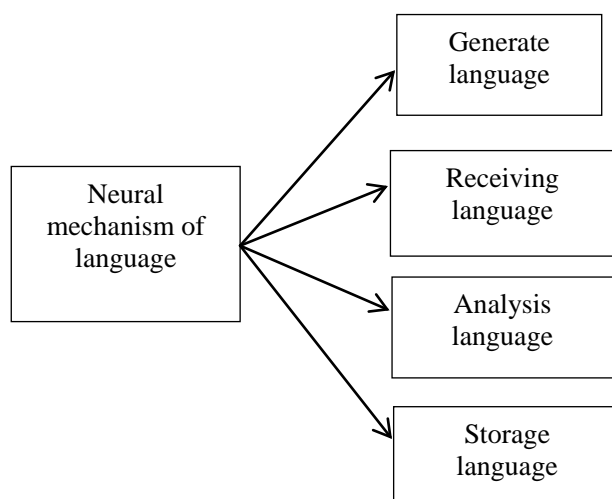 Generate
language
Neural
mechanism of
language
Receiving
language
Analysis
language
Storage
language